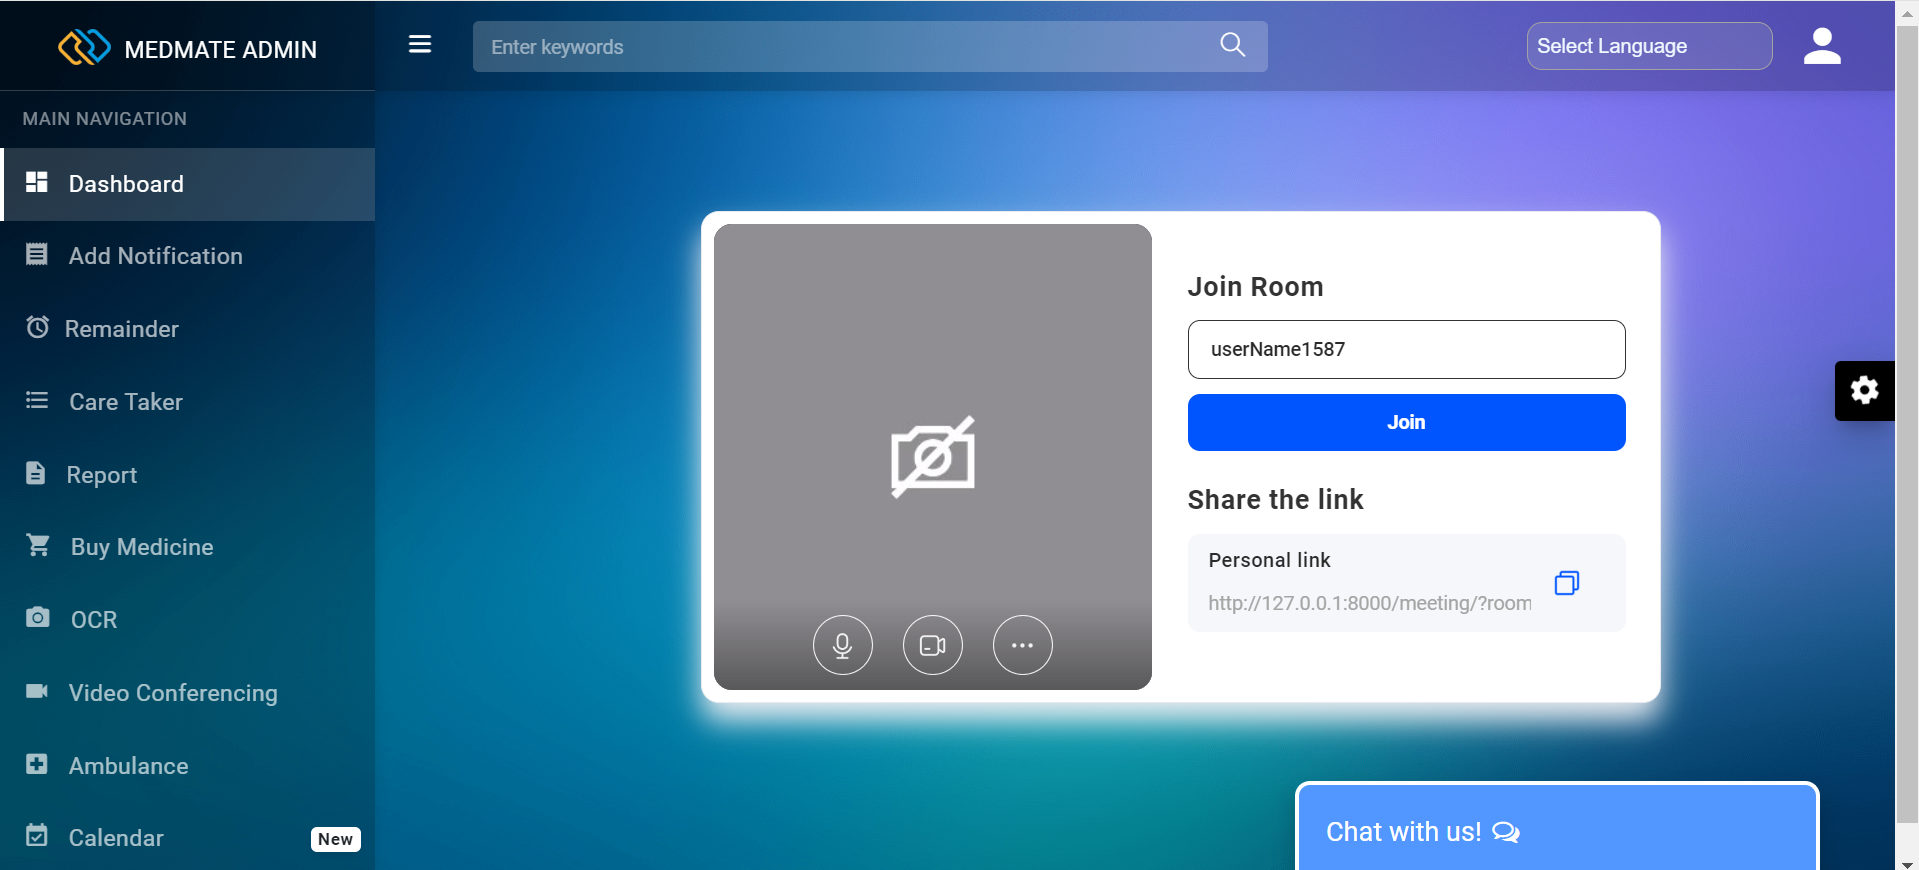 MEDMATE ADMIN
Enter keywords
Select Language
MAIN NAVIGATION
Dashboard
Add Notification
Remainder
Care Taker
Report
Buy Medicine
OCR
Video Conferencing
Ambulance
Calendar
New
Join Room
userName1587
Join
Share the link
Personal link
http://127.0.0.1:8000/meeting/?room
Chat with us!